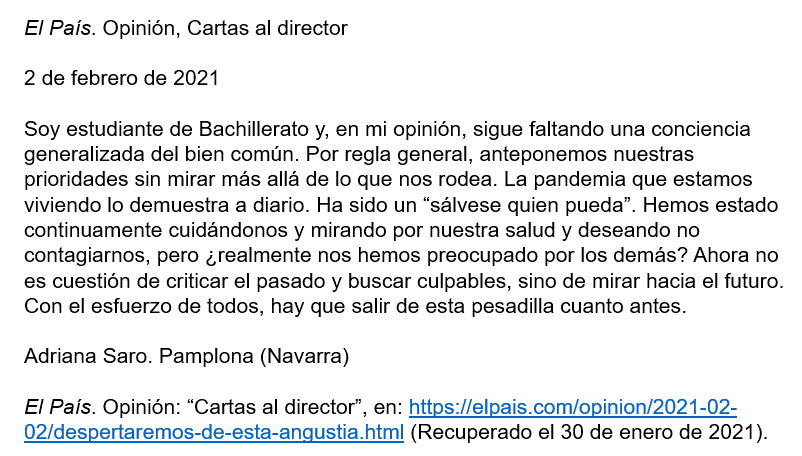 El País. Opinión, Cartas al director
2 de febrero de 2021
Soy estudiante de Bachillerato y, en mi opinión, sigue faltando una conciencia
generalizada del bien común. Por regla general, anteponemos nuestras
prioridades sin mirar más allá de lo que nos rodea. La pandemia que estamos
viviendo lo demuestra a diario. Ha sido un “sálvese quien pueda”. Hemos estado
continuamente cuidándonos y mirando por nuestra salud y deseando no
contagiarnos, pero ¿realmente nos hemos preocupado por los demás? Ahora no
es cuestión de criticar el pasado y buscar culpables, sino de mirar hacia el futuro.
Con el esfuerzo de todos, hay que salir de esta pesadilla cuanto antes.
Adriana Saro. Pamplona (Navarra)
El País. Opinión: “Cartas al director”, en: https://elpais.com/opinion/2021-02-
02/despertaremos-de-esta-angustia.html (Recuperado el 30 de enero de 2021).